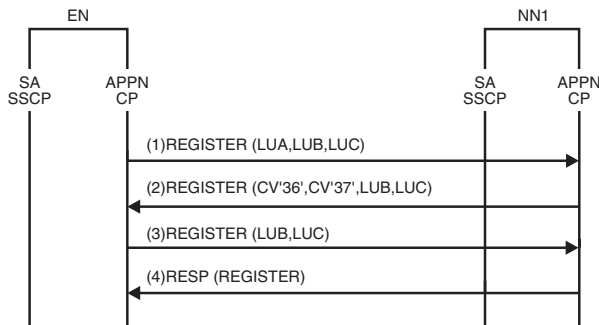 EN
NN1
SA
SSCP
APPN
CP
SA
SSCP
APPN
CP
(1)REGISTER (LUA,LUB,LUC)
(2)REGISTER (CV'36',CV'37',LUB,LUC)
(3)REGISTER (LUB,LUC)
(4)RESP (REGISTER)